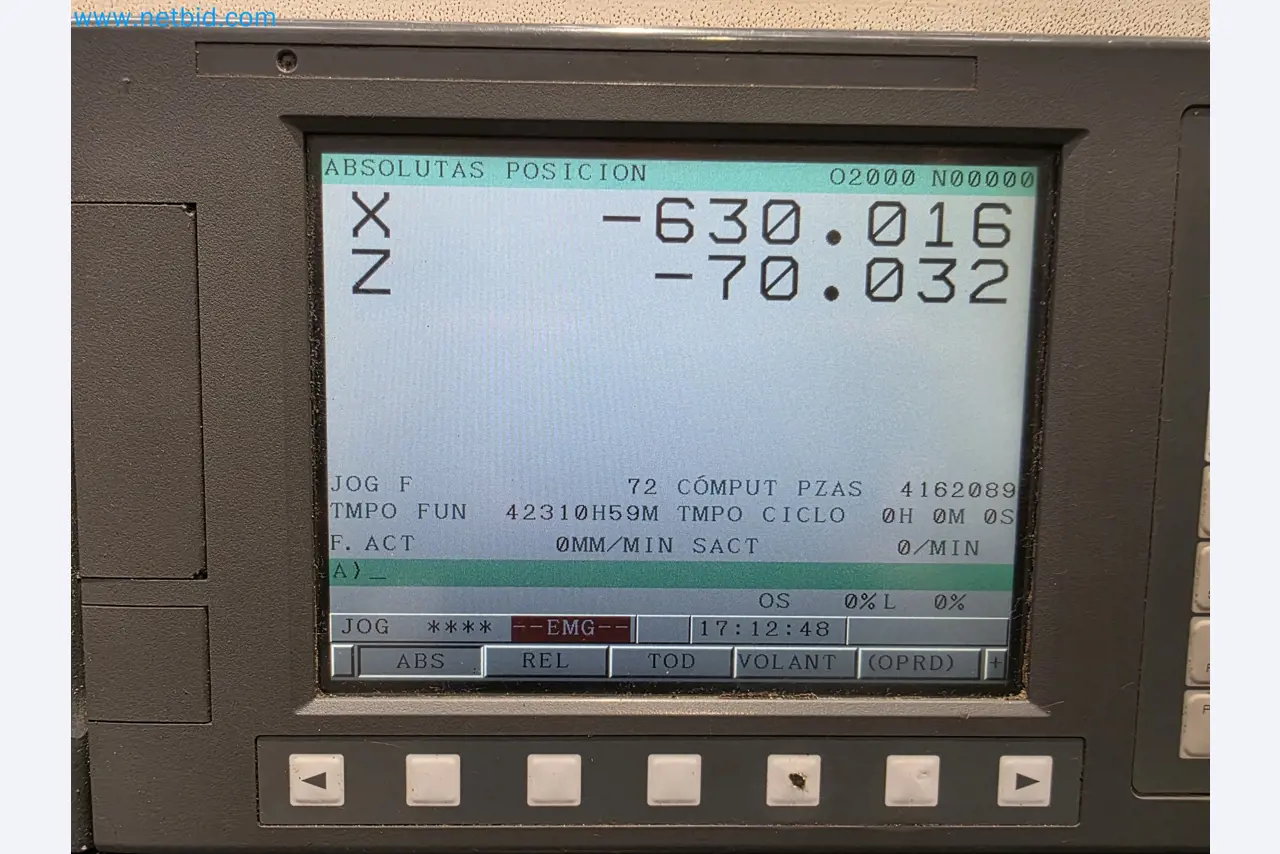 www.netbid.com
ABSOLUTAS POSICION O2000 N00000
X -630.016
Z -70.032
JOG F 72 CÓMPUT PZAS 4162089
TMPO FUN 42310H59M TMPO CICLO 0H 0M 0S
F. ACT 0MM/MIN SACT 0/MIN
A)_
OS 0% L 0%
JOG **** --EMG-- 17:12:48
ABS REL TOD VOLANT (OPRD) +